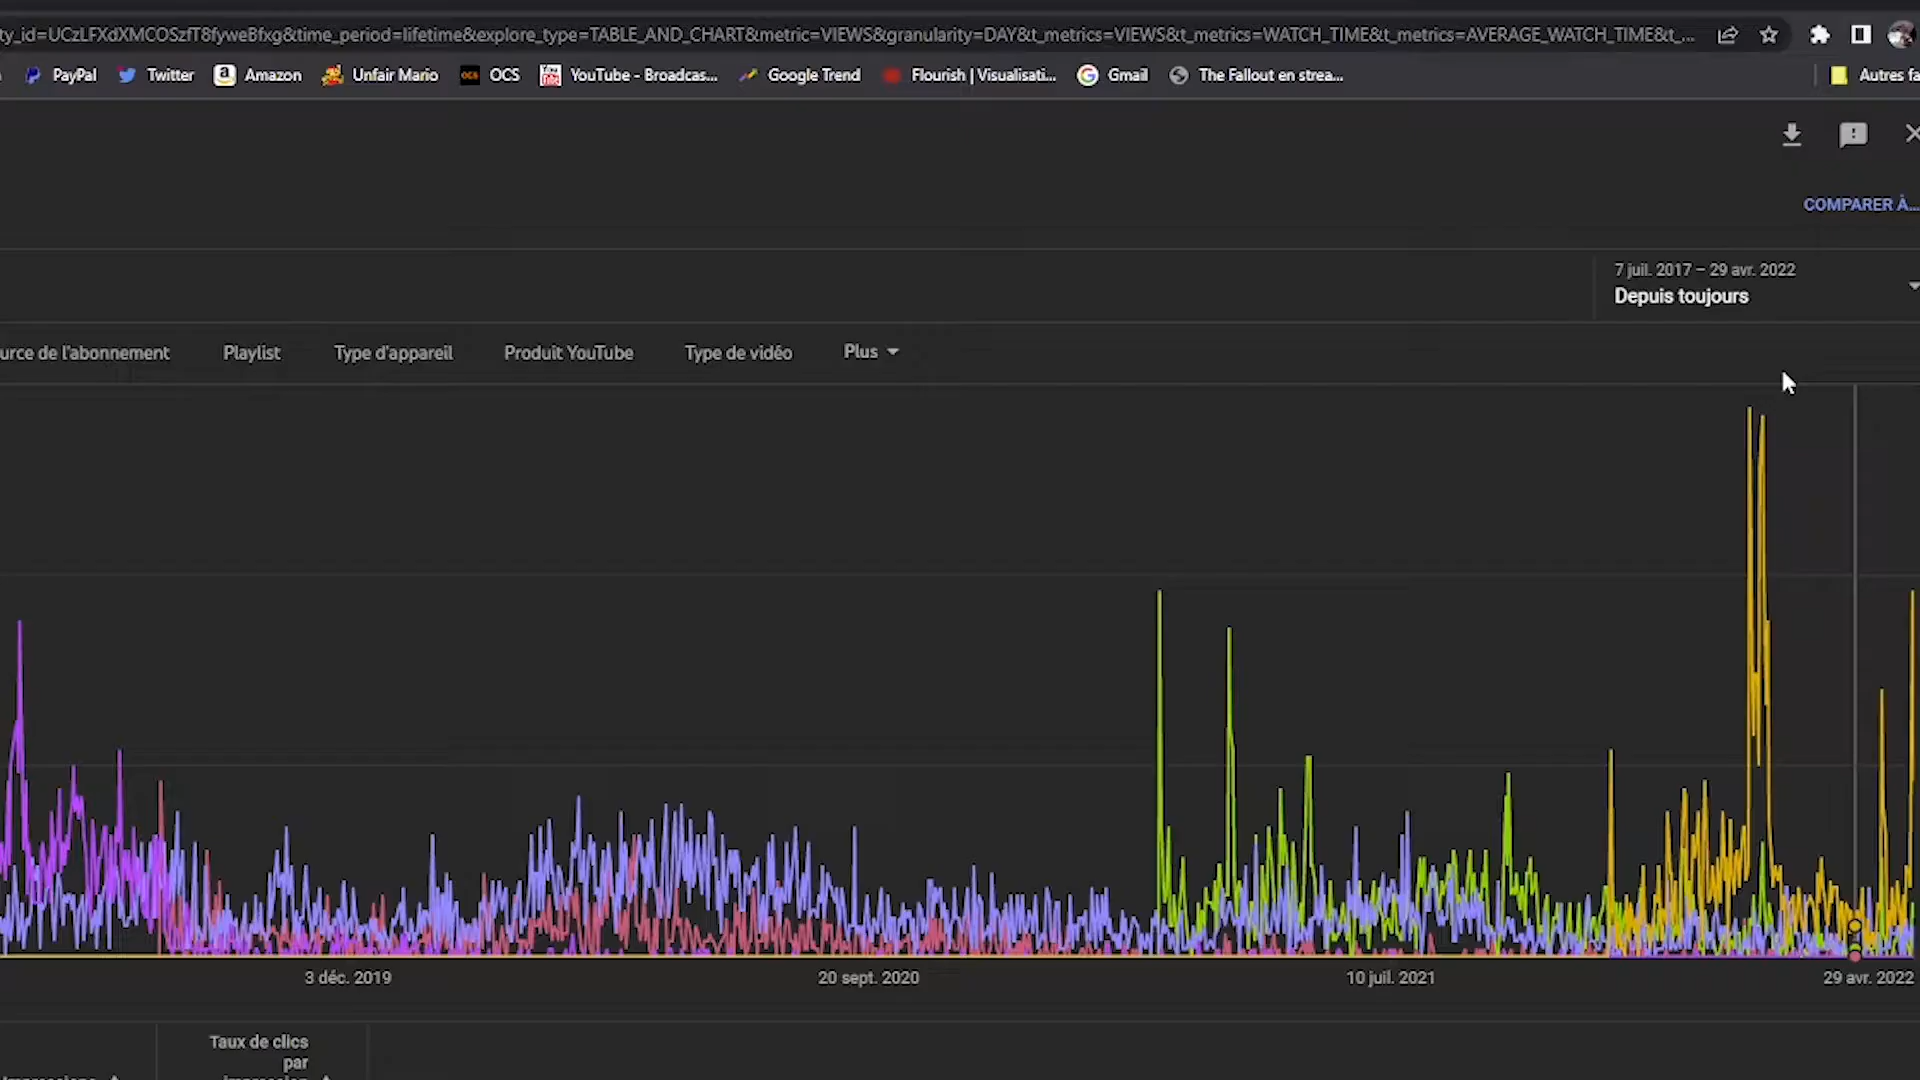 ty_id=UCzLFXdXMCOSzfT8fyweBfxg&time_period=lifetime&explore_type=TABLE_AND_CHART&metric=VIEWS&granularity=DAY&t_metrics=VIEWS&t_metrics=WATCH_TIME&t_metrics=AVERAGE_WATCH_TIME&t_...
PayPal Twitter Amazon Unfair Mario OCS YouTube - Broadcas... Google Trend Flourish | Visualisati... Gmail The Fallout en strea... Autres fa
COMPARER À...
7 juil. 2017 – 29 avr. 2022
Depuis toujours
urce de l'abonnement Playlist Type d'appareil Produit YouTube Type de vidéo Plus
3 déc. 2019 20 sept. 2020 10 juil. 2021 29 avr. 2022
Taux de clics
par